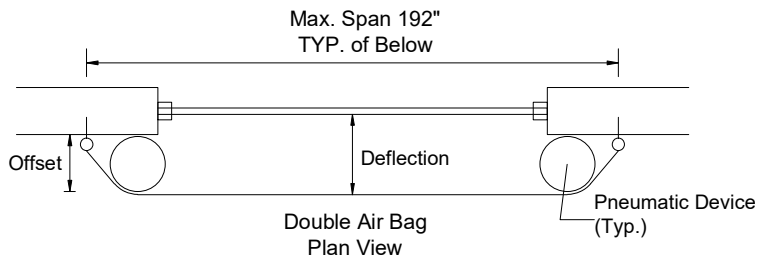 Max. Span 192"
TYP. of Below
Offset
Deflection
Pneumatic Device
(Typ.)
Double Air Bag
Plan View